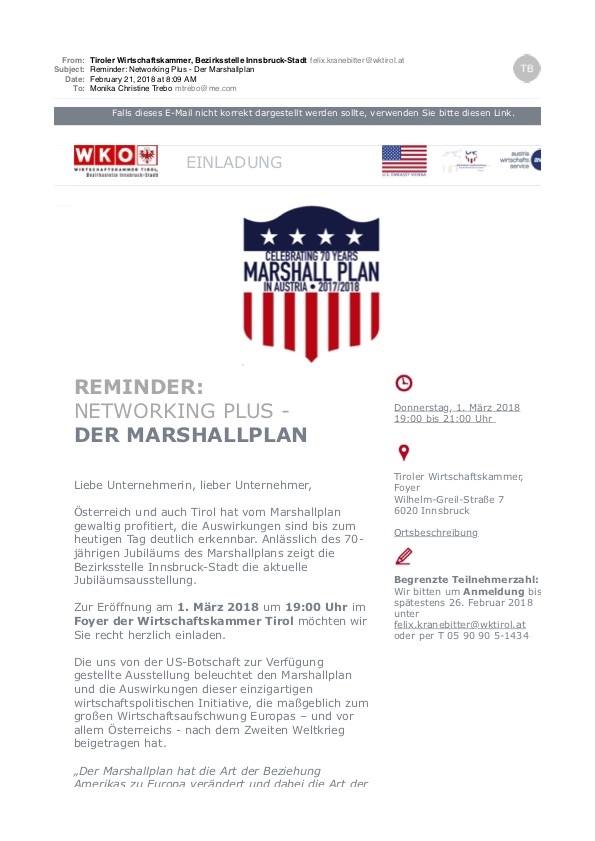 From: Tiroler Wirtschaftskammer, Bezirksstelle Innsbruck-Stadt felix.kranebitter@wktirol.at
Subject: Reminder: Networking Plus - Der Marshallplan
Date: February 21, 2018 at 8:09 AM
To: Monika Christine Trebo mtrebo@me.com
TB
Falls dieses E-Mail nicht korrekt dargestellt werden sollte, verwenden Sie bitte diesen Link.
WKO
WIRTSCHAFTSKAMMER TIROL
Bezirksstelle Innsbruck-Stadt
EINLADUNG
U.S. EMBASSY VIENNA
austria
wirtschafts
service
aw
CELEBRATING 70 YEARS
MARSHALL PLAN
IN AUSTRIA • 2017/2018
REMINDER:
NETWORKING PLUS -
DER MARSHALLPLAN
Liebe Unternehmerin, lieber Unternehmer,
Österreich und auch Tirol hat vom Marshallplan
gewaltig profitiert, die Auswirkungen sind bis zum
heutigen Tag deutlich erkennbar. Anlässlich des 70-
jährigen Jubiläums des Marshallplans zeigt die
Bezirksstelle Innsbruck-Stadt die aktuelle
Jubiläumsausstellung.
Zur Eröffnung am 1. März 2018 um 19:00 Uhr im
Foyer der Wirtschaftskammer Tirol möchten wir
Sie recht herzlich einladen.
Die uns von der US-Botschaft zur Verfügung
gestellte Ausstellung beleuchtet den Marshallplan
und die Auswirkungen dieser einzigartigen
wirtschaftspolitischen Initiative, die maßgeblich zum
großen Wirtschaftsaufschwung Europas – und vor
allem Österreichs - nach dem Zweiten Weltkrieg
beigetragen hat.
„Der Marshallplan hat die Art der Beziehung
Amerikas zu Europa verändert und dabei die Art der
Donnerstag, 1. März 2018
19:00 bis 21:00 Uhr
Tiroler Wirtschaftskammer,
Foyer
Wilhelm-Greil-Straße 7
6020 Innsbruck
Ortsbeschreibung
Begrenzte Teilnehmerzahl:
Wir bitten um Anmeldung bis
spätestens 26. Februar 2018
unter
felix.kranebitter@wktirol.at
oder per T 05 90 90 5-1434